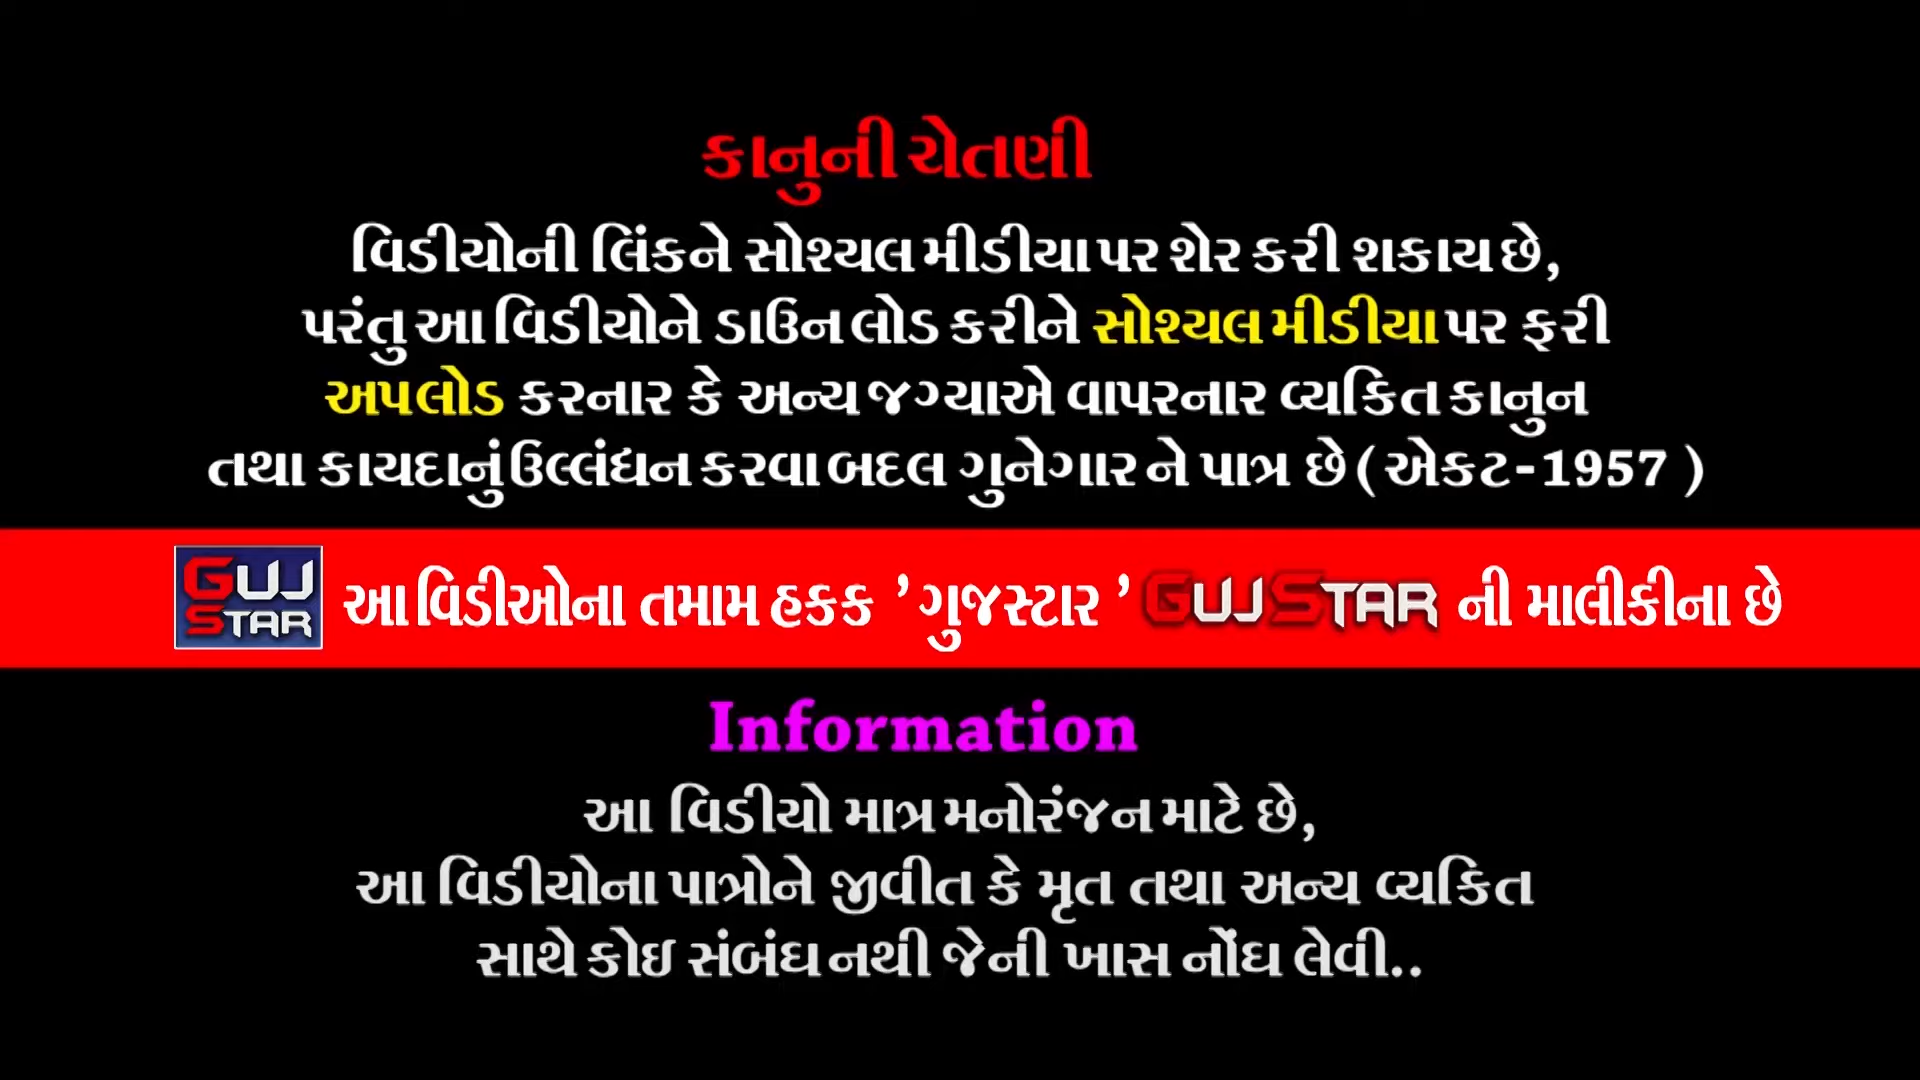 કાનુની ચેતણી
વિડીયોની લિંકને સોશ્યલ મીડીયા પર શેર કરી શકાય છે,
પરંતુ આ વિડીયોને ડાઉન લોડ કરીને સોશ્યલ મીડીયા પર ફરી
અપલોડ કરનાર કે અન્ય જગ્યાએ વાપરનાર વ્યકિત કાનુન
તથા કાયદાનું ઉલ્લંઘન કરવા બદલ ગુનેગાર ને પાત્ર છે ( એકટ-1957 )
GUJ STAR
આ વિડીઓના તમામ હકક ' ગુજસ્ટાર ' GUJ STAR ની માલીકીના છે
Information
આ વિડીયો માત્ર મનોરંજન માટે છે,
આ વિડીયોના પાત્રોને જીવીત કે મૃત તથા અન્ય વ્યકિત
સાથે કોઇ સંબંઘ નથી જેની ખાસ નોંઘ લેવી..